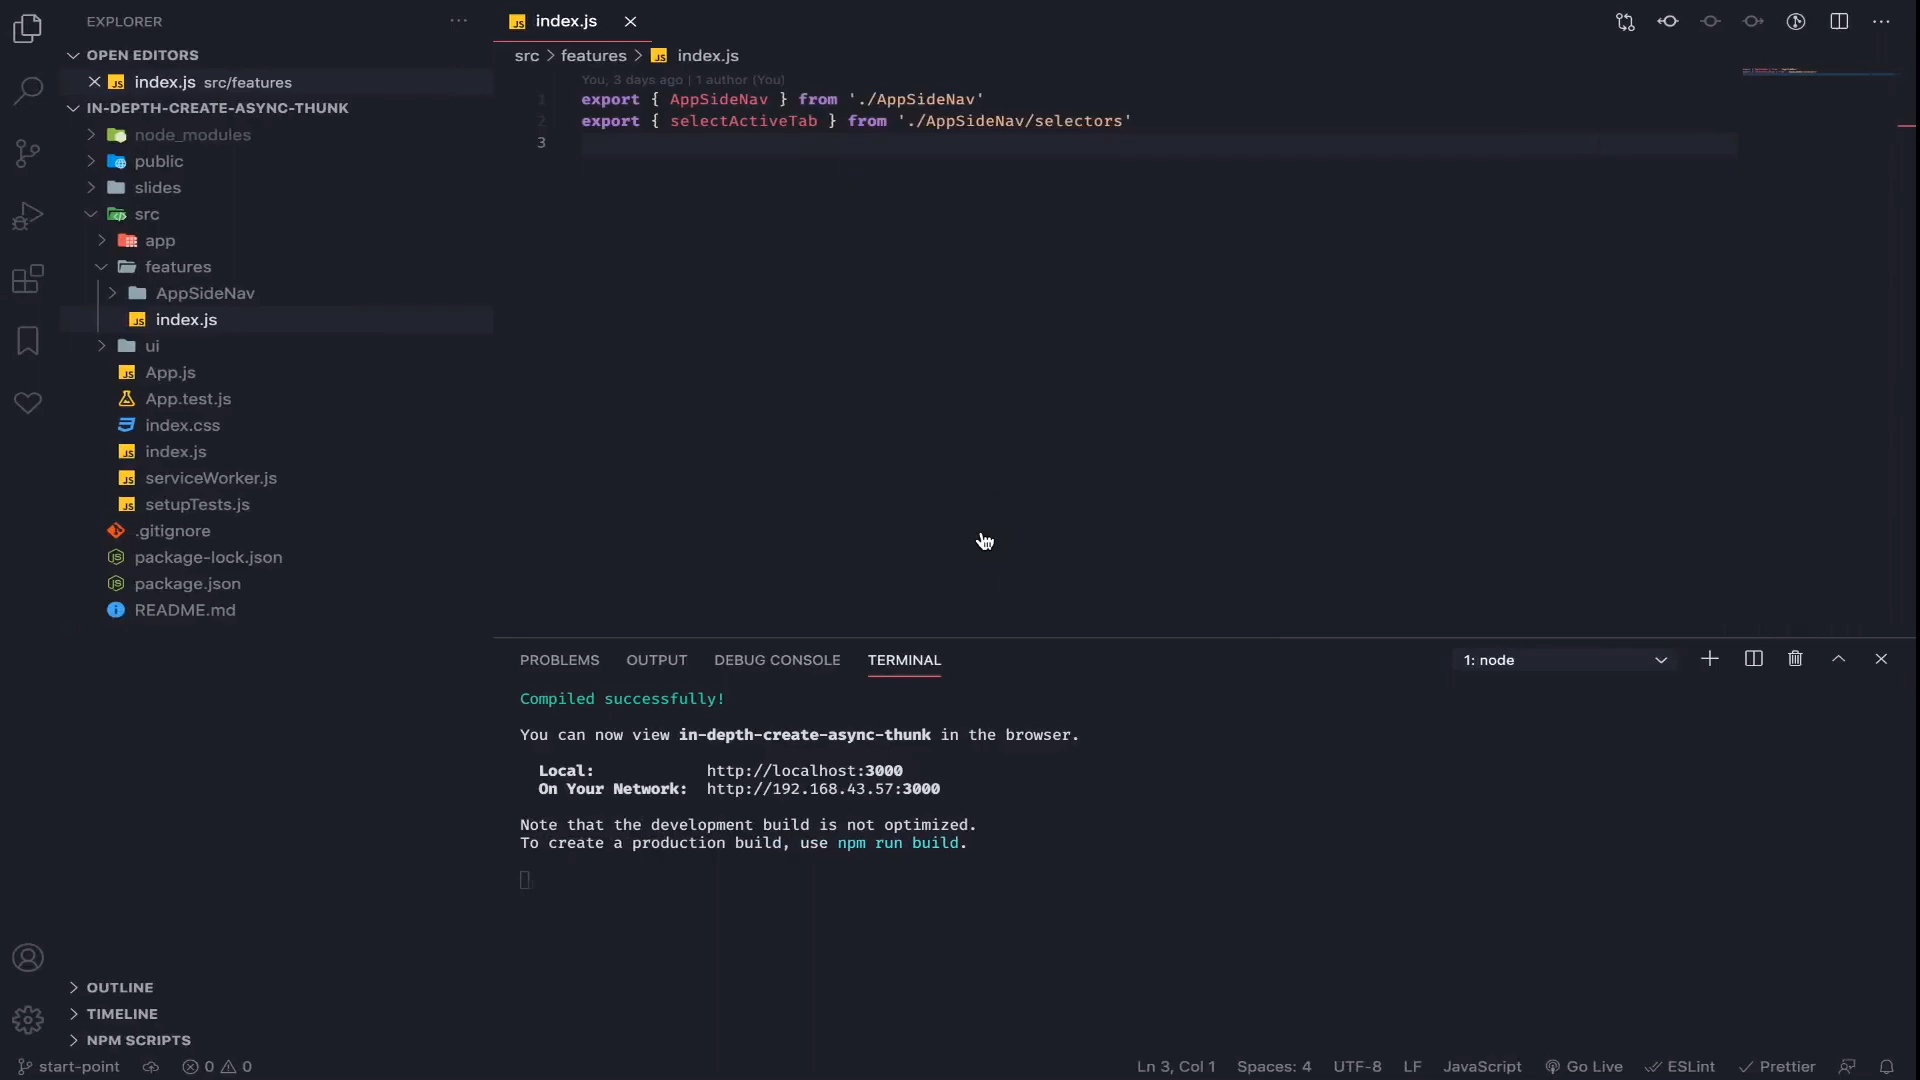 EXPLORER
OPEN EDITORS
index.js src/features
IN-DEPTH-CREATE-ASYNC-THUNK
node_modules
public
slides
src
app
features
AppSideNav
index.js
ui
App.js
App.test.js
index.css
index.js
serviceWorker.js
setupTests.js
.gitignore
package-lock.json
package.json
README.md
OUTLINE
TIMELINE
NPM SCRIPTS
index.js
src > features > index.js
You, 3 days ago | 1 author (You)
1 export { AppSideNav } from './AppSideNav'
2 export { selectActiveTab } from './AppSideNav/selectors'
3
PROBLEMS OUTPUT DEBUG CONSOLE TERMINAL 1: node
Compiled successfully!
You can now view in-depth-create-async-thunk in the browser.
Local: http://localhost:3000
On Your Network: http://192.168.43.57:3000
Note that the development build is not optimized.
To create a production build, use npm run build.
start-point 0 0 Ln 3, Col 1 Spaces: 4 UTF-8 LF JavaScript Go Live ESLint Prettier